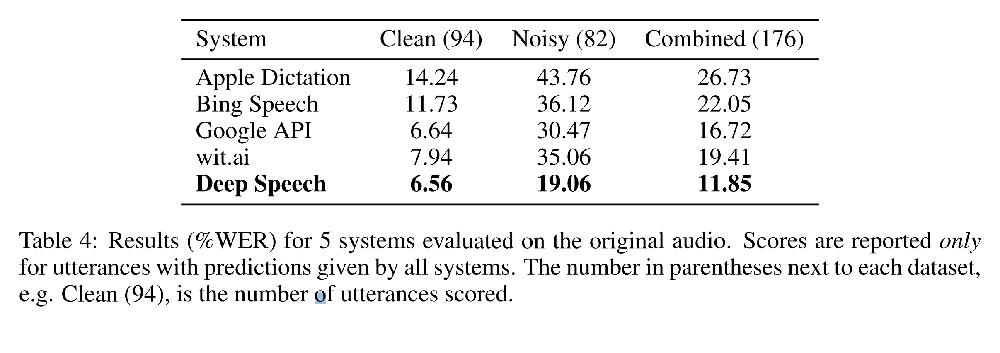 System Clean (94) Noisy (82) Combined (176)
Apple Dictation 14.24 43.76 26.73
Bing Speech 11.73 36.12 22.05
Google API 6.64 30.47 16.72
wit.ai 7.94 35.06 19.41
Deep Speech 6.56 19.06 11.85
Table 4: Results (%WER) for 5 systems evaluated on the original audio. Scores are reported only
for utterances with predictions given by all systems. The number in parentheses next to each dataset,
e.g. Clean (94), is the number of utterances scored.